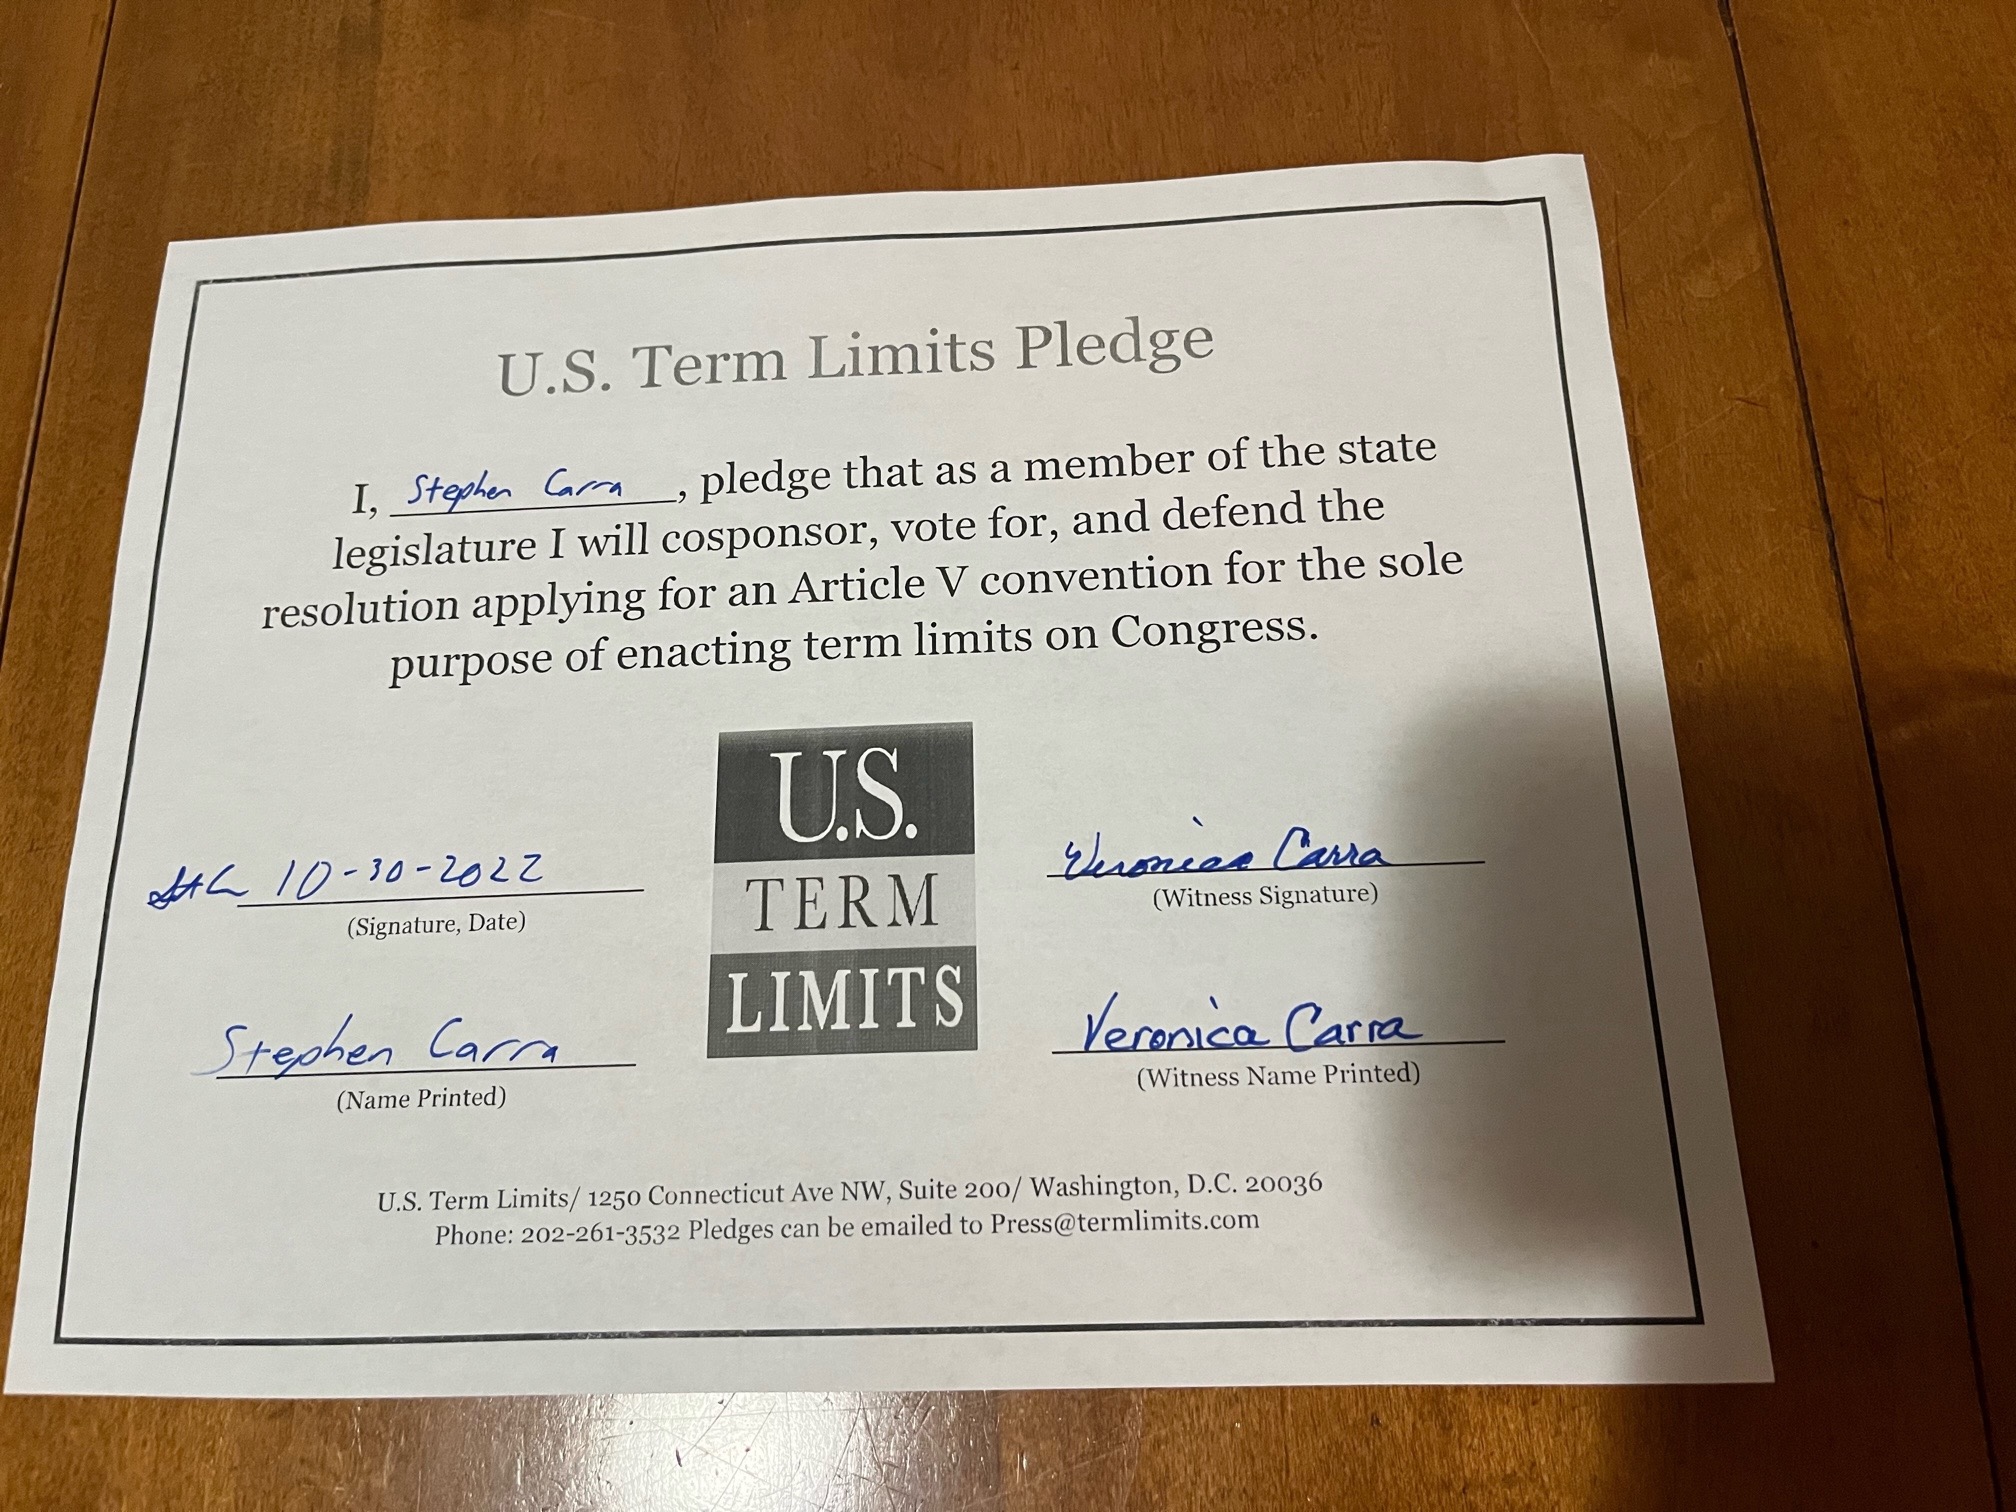 U.S. Term Limits Pledge
I, Stephen Carra, pledge that as a member of the state
legislature I will cosponsor, vote for, and defend the
resolution applying for an Article V convention for the sole
purpose of enacting term limits on Congress.
10-30-2022
(Signature, Date)
Stephen Carra
(Name Printed)
U.S.
TERM
LIMITS
Veronica Carra
(Witness Signature)
Veronica Carra
(Witness Name Printed)
U.S. Term Limits/ 1250 Connecticut Ave NW, Suite 200/ Washington, D.C. 20036
Phone: 202-261-3532 Pledges can be emailed to Press@termlimits.com